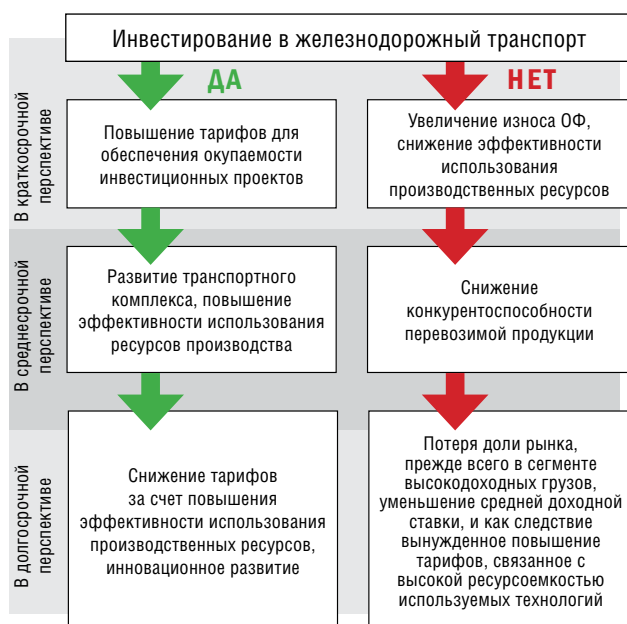 Инвестирование в железнодорожный транспорт
ДА
НЕТ
В краткосрочной
перспективе
Повышение тарифов для
обеспечения окупаемости
инвестиционных проектов
Увеличение износа ОФ,
снижение эффективности
использования
производственных ресурсов
В среднесрочной
перспективе
Развитие транспортного
комплекса, повышение
эффективности использования
ресурсов производства
Снижение
конкурентоспособности
перевозимой продукции
В долгосрочной
перспективе
Снижение тарифов
за счет повышения
эффективности использования
производственных ресурсов,
инновационное развитие
Потеря доли рынка,
прежде всего в сегменте
высокодоходных грузов,
уменьшение средней доходной
ставки, и как следствие
вынужденное повышение
тарифов, связанное с
высокой ресурсоемкостью
используемых технологий